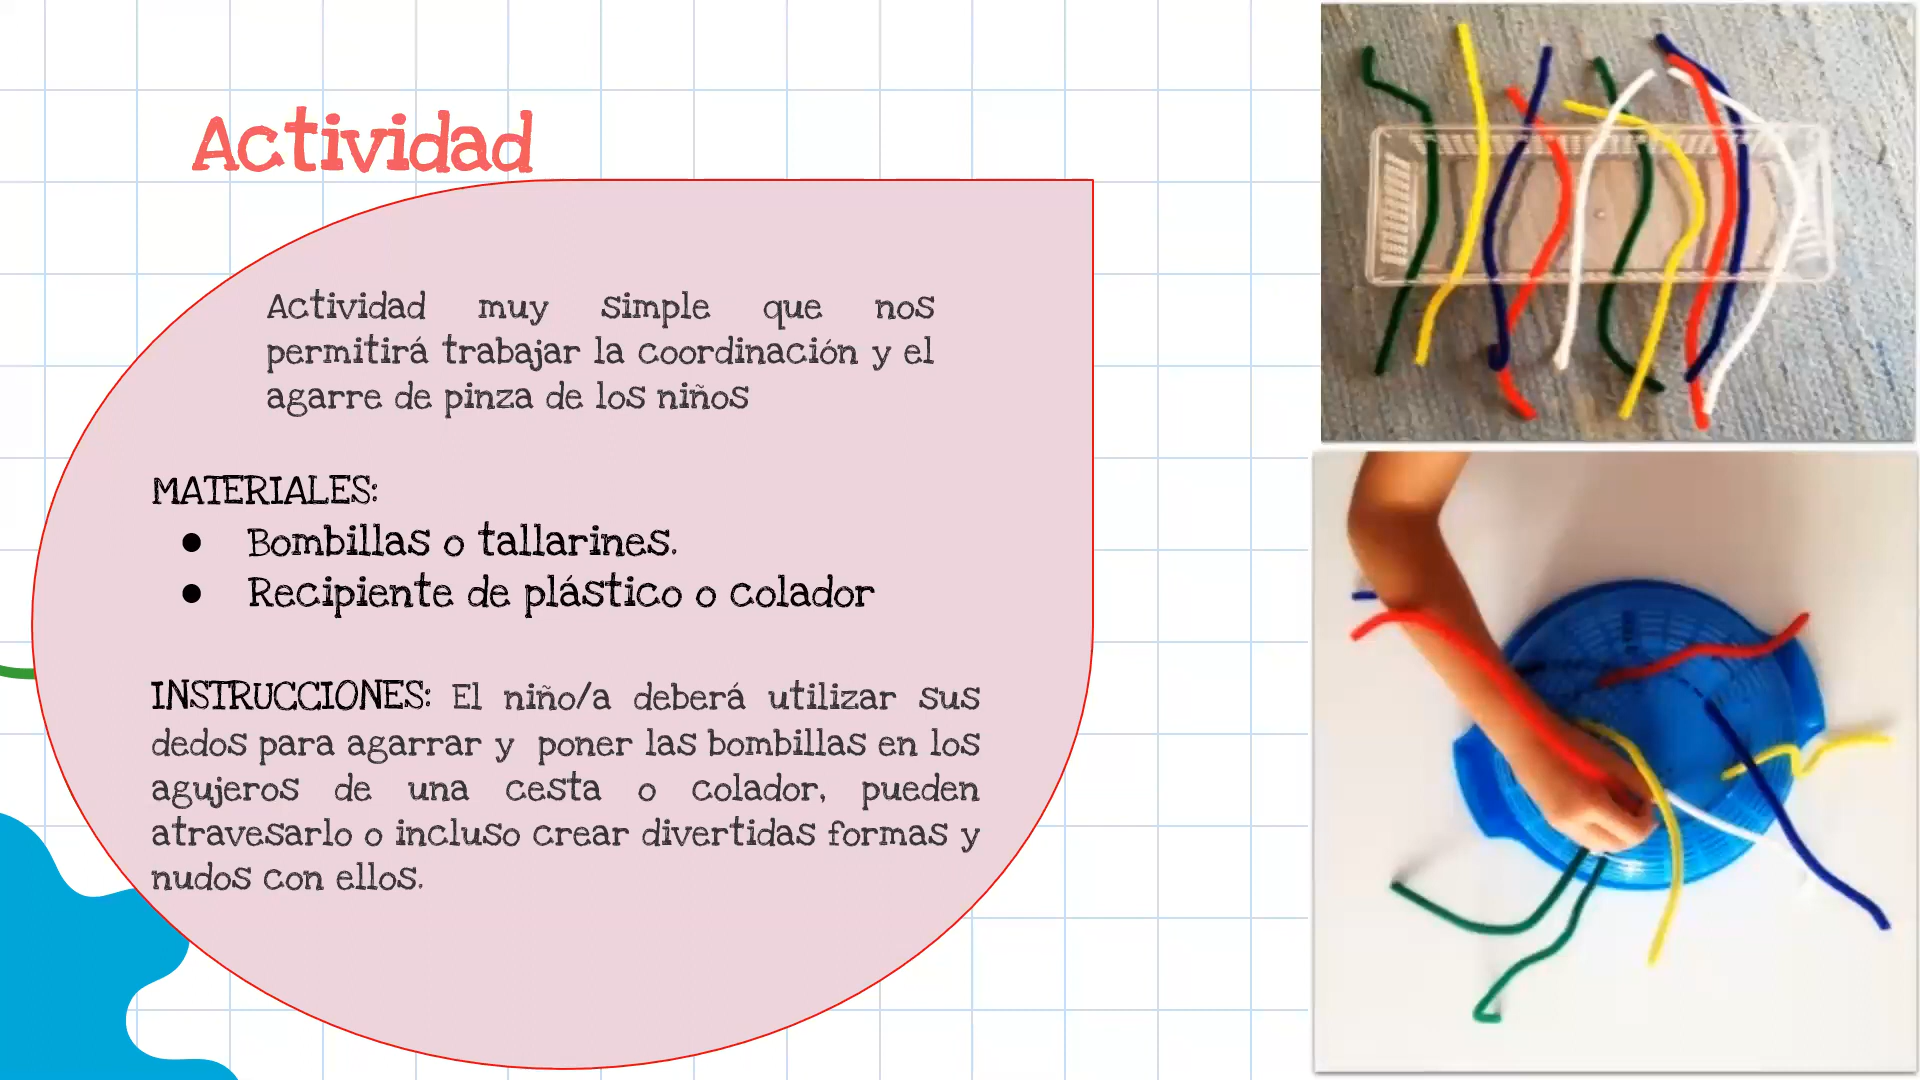 Actividad
Actividad muy simple que nos
permitirá trabajar la coordinación y el
agarre de pinza de los niños
MATERIALES:
● Bombillas o tallarines.
● Recipiente de plástico o colador
INSTRUCCIONES: El niño/a deberá utilizar sus
dedos para agarrar y poner las bombillas en los
agujeros de una cesta o colador, pueden
atravesarlo o incluso crear divertidas formas y
nudos con ellos.